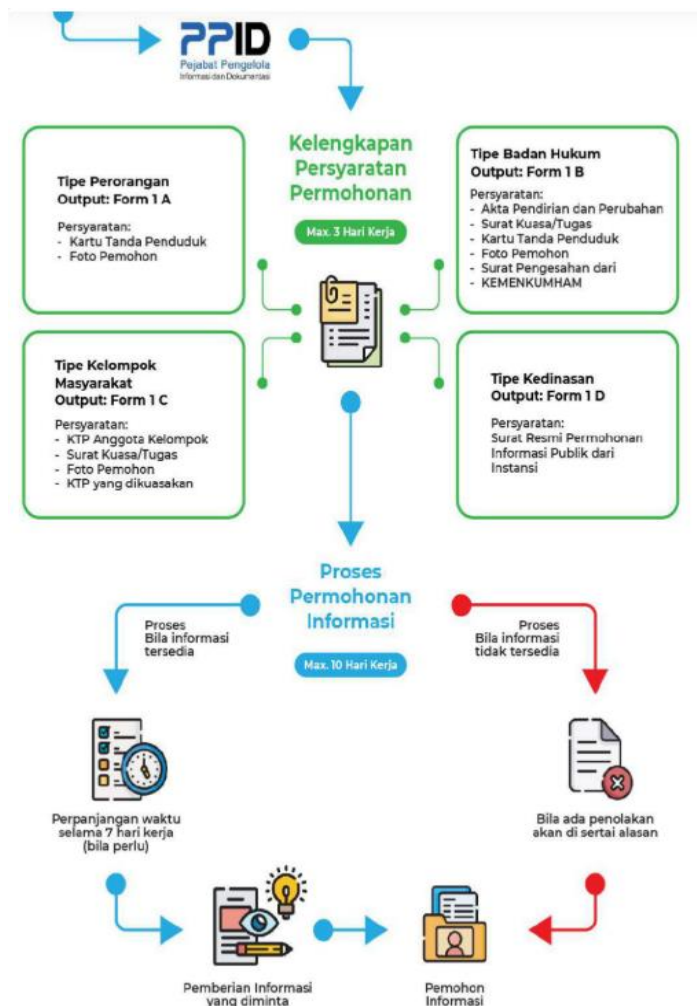 PPID
Pejabat Pengelola
Informasi dan Dokumentasi
Kelengkapan
Persyaratan
Permohonan
Max. 3 Hari Kerja
Tipe Perorangan
Output: Form 1 A
Persyaratan:
- Kartu Tanda Penduduk
- Foto Pemohon
Tipe Badan Hukum
Output: Form 1 B
Persyaratan:
- Akta Pendirian dan Perubahan
- Surat Kuasa/Tugas
- Kartu Tanda Penduduk
- Foto Pemohon
- Surat Pengesahan dari
- KEMENKUMHAM
Tipe Kelompok
Masyarakat
Output: Form 1 C
Persyaratan:
- KTP Anggota Kelompok
- Surat Kuasa/Tugas
- Foto Pemohon
- KTP yang dikuasakan
Tipe Kedinasan
Output: Form 1 D
Persyaratan:
Surat Resmi Permohonan
Informasi Publik dari
Instansi
Proses
Permohonan
Informasi
Max. 10 Hari Kerja
Proses
Bila informasi
tersedia
Proses
Bila informasi
tidak tersedia
Perpanjangan waktu
selama 7 hari kerja
(bila perlu)
Bila ada penolakan
akan di sertai alasan
Pemberian Informasi
yang diminta
Pemohon
Informasi